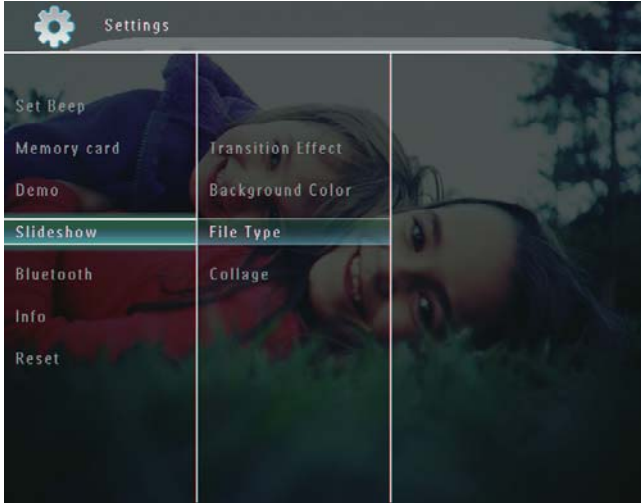 Settings
Set Beep
Memory card
Demo
Slideshow
Bluetooth
Info
Reset
Transition Effect
Background Color
File Type
Collage